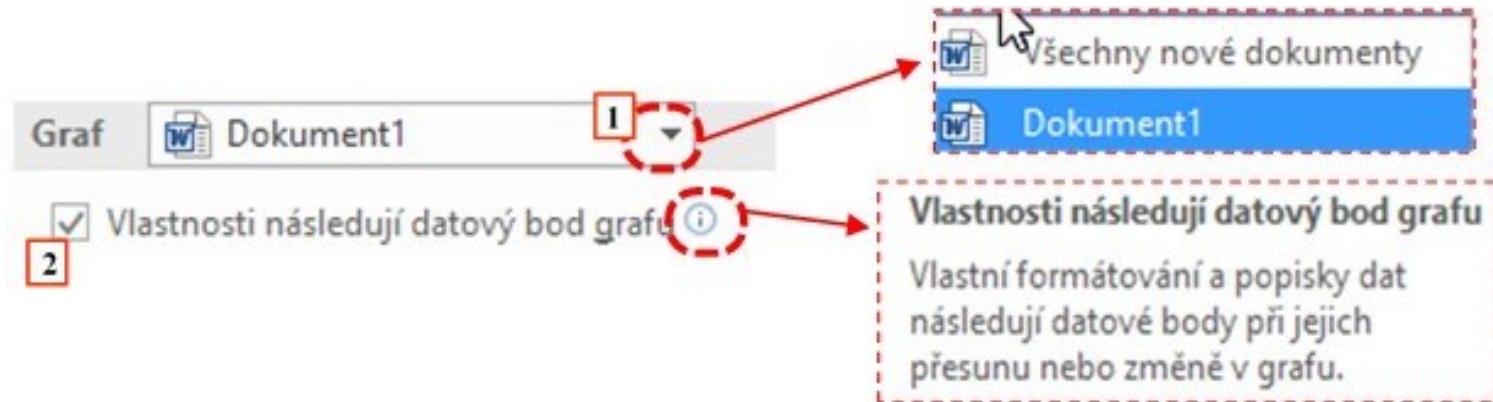 Všechny nové dokumenty
Dokument1
Graf Dokument1 1
Vlastnosti následují datový bod grafu
2
Vlastnosti následují datový bod grafu
Vlastní formátování a popisky dat
následují datové body při jejich
přesunu nebo změně v grafu.